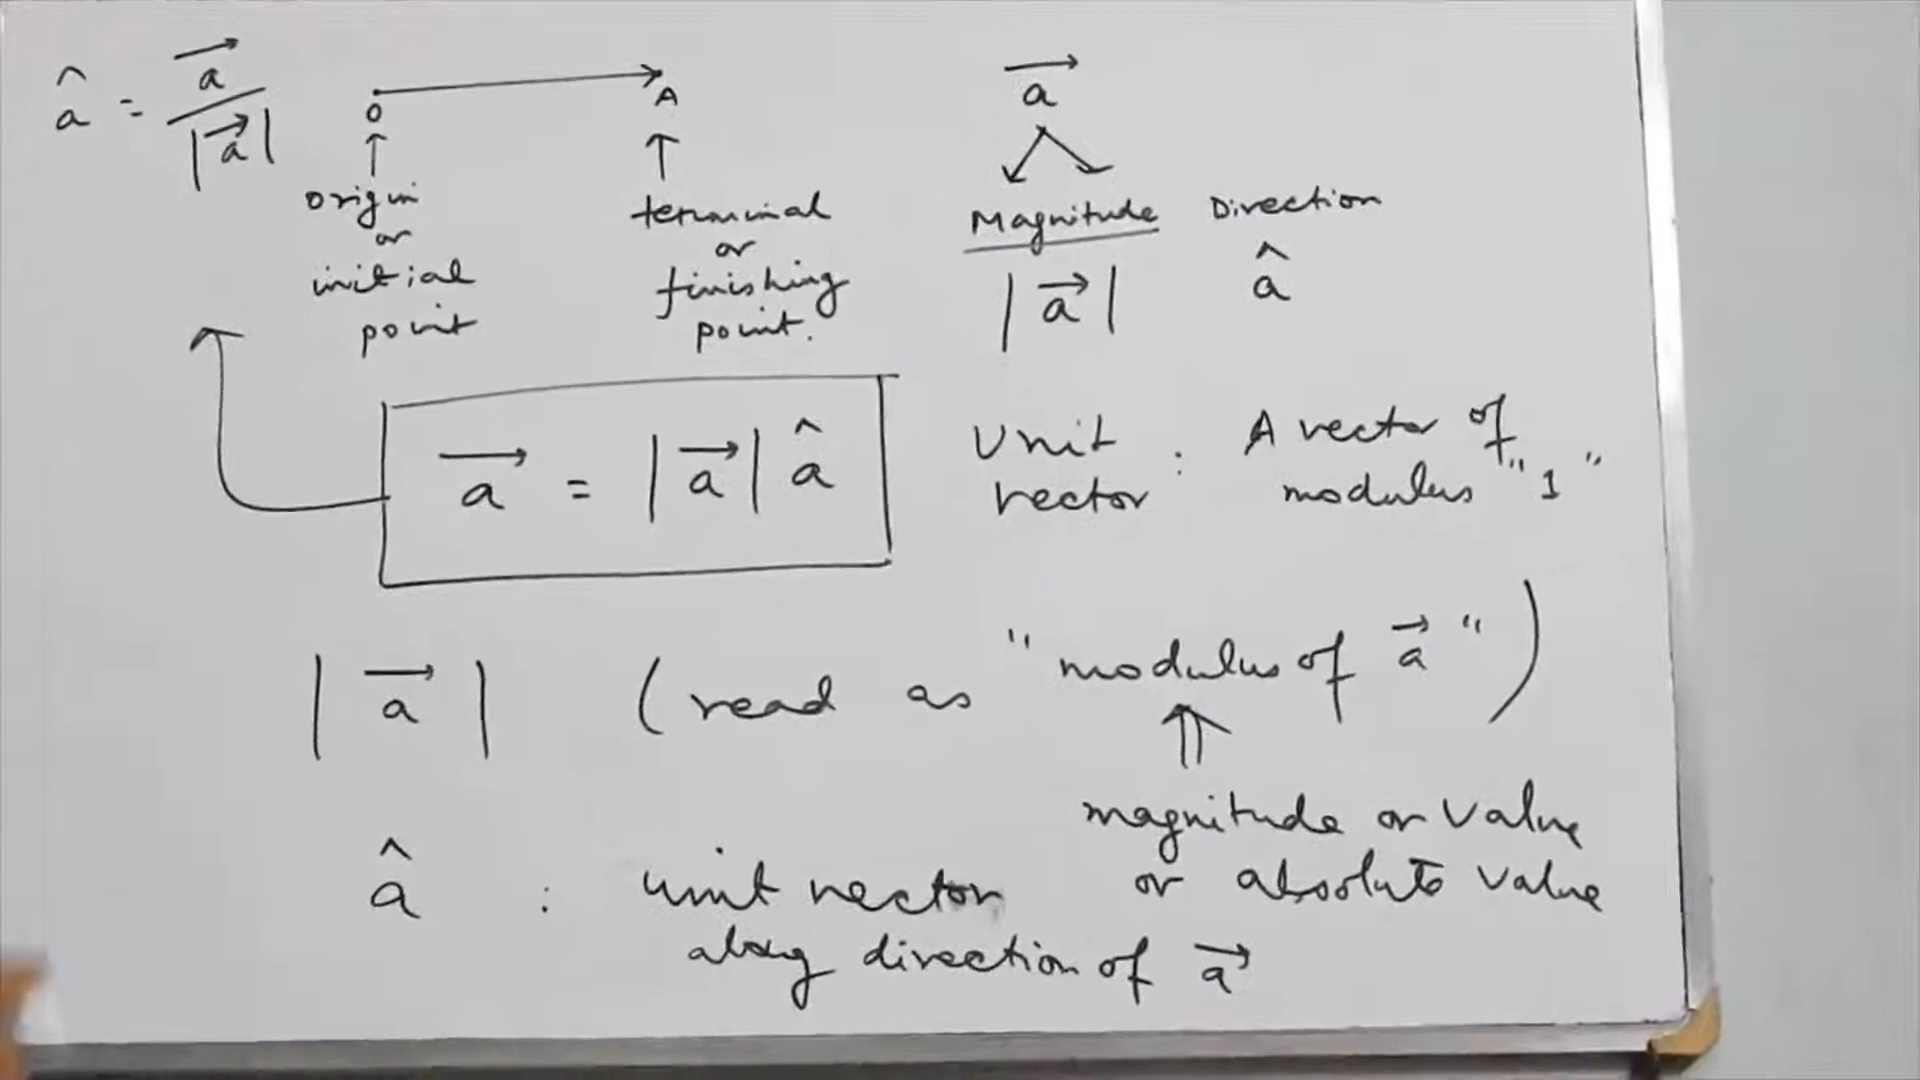 â = a⃗ / |a⃗|
O A
origin
or
initial
point
terminal
or
finishing
point.
a⃗
Magnitude Direction
|a⃗| â
a⃗ = |a⃗| â
Unit vector : A vector of modulus "1"
|a⃗| (read as "modulus of a⃗")
magnitude or value
or absolute value
â : unit vector
along direction of a⃗